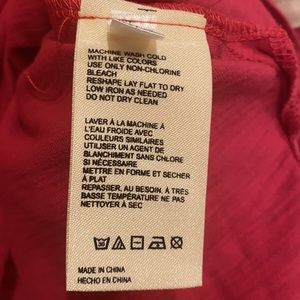 MACHINE WASH COLD
WITH LIKE COLORS
USE ONLY NON-CHLORINE
BLEACH
RESHAPE LAY FLAT TO DRY
LOW IRON AS NEEDED
DO NOT DRY CLEAN
LAVER À LA MACHINE À
L'EAU FROIDE AVEC
COULEURS SIMILAIRES
UTILISER UN AGENT DE
BLANCHIMENT SANS CHLORE
SI NÉCESSAIRE
METTRE EN FORME ET SÉCHER
À PLAT
REPASSER, AU BESOIN, À TRÈS
BASSE TEMPÉRATURE NE PAS
NETTOYER À SEC
MADE IN CHINA
HECHO EN CHINA